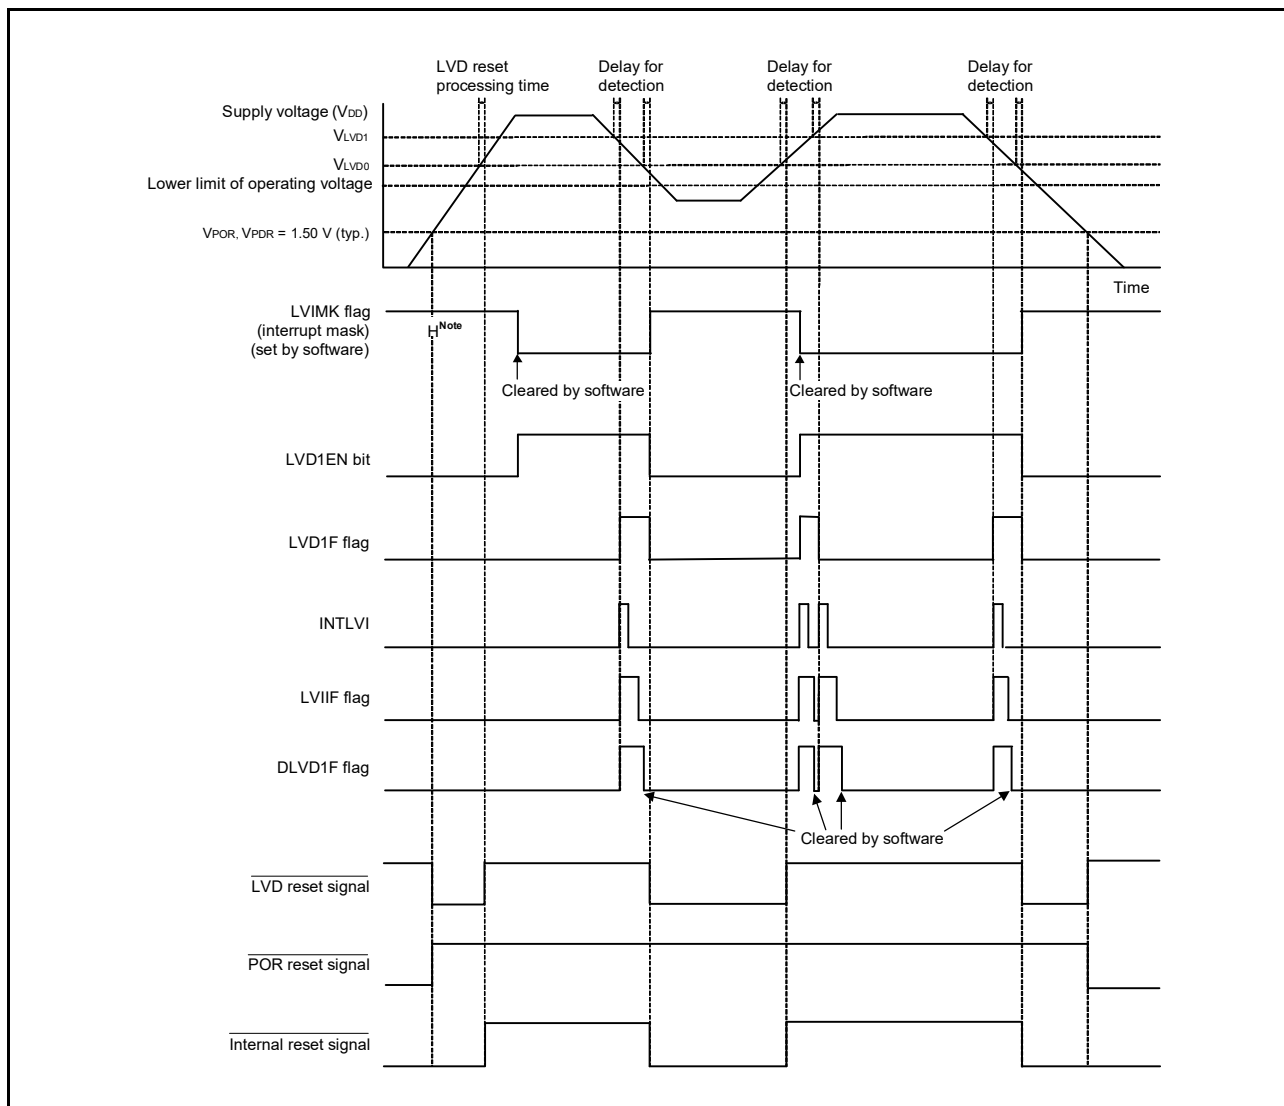 LVD reset
processing time
Delay for
detection
Delay for
detection
Delay for
detection
Supply voltage (VDD)
VLVD1
VLVD0
Lower limit of operating voltage
VPOR, VPDR = 1.50 V (typ.)
Time
LVIMK flag
(interrupt mask)
(set by software)
H Note
Cleared by software
Cleared by software
LVD1EN bit
LVD1F flag
INTLVI
LVIIF flag
DLVD1F flag
Cleared by software
LVD reset signal
POR reset signal
Internal reset signal